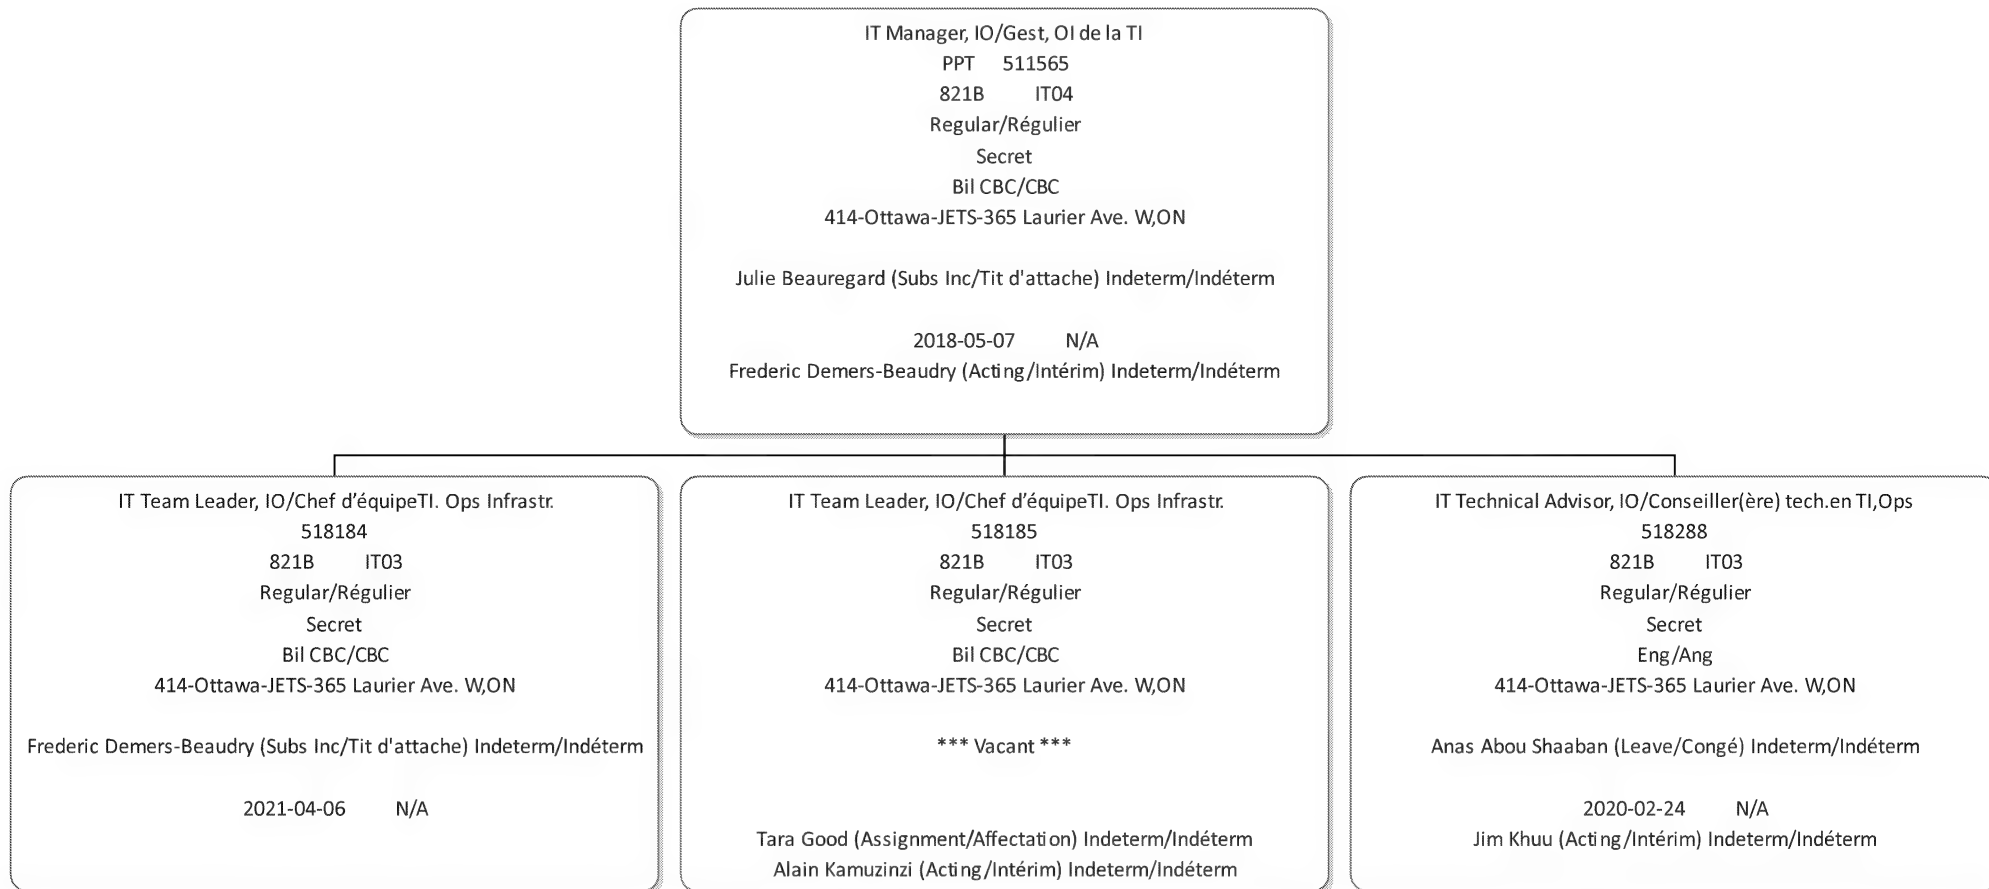 IT Manager, IO/Gest, OI de la TI
PPT 511565
821B IT04
Regular/Régulier
Secret
Bil CBC/CBC
414-Ottawa-JETS-365 Laurier Ave. W,ON
Julie Beauregard (Subs Inc/Tit d'attache) Indeterm/Indéterm
2018-05-07 N/A
Frederic Demers-Beaudry (Acting/Intérim) Indeterm/Indéterm
IT Team Leader, IO/Chef d’équipeTI. Ops Infrastr.
518184
821B IT03
Regular/Régulier
Secret
Bil CBC/CBC
414-Ottawa-JETS-365 Laurier Ave. W,ON
Frederic Demers-Beaudry (Subs Inc/Tit d'attache) Indeterm/Indéterm
2021-04-06 N/A
IT Team Leader, IO/Chef d’équipeTI. Ops Infrastr.
518185
821B IT03
Regular/Régulier
Secret
Bil CBC/CBC
414-Ottawa-JETS-365 Laurier Ave. W,ON
*** Vacant ***
Tara Good (Assignment/Affectation) Indeterm/Indéterm
Alain Kamuzinzi (Acting/Intérim) Indeterm/Indéterm
IT Technical Advisor, IO/Conseiller(ère) tech.en TI,Ops
518288
821B IT03
Regular/Régulier
Secret
Eng/Ang
414-Ottawa-JETS-365 Laurier Ave. W,ON
Anas Abou Shaaban (Leave/Congé) Indeterm/Indéterm
2020-02-24 N/A
Jim Khuu (Acting/Intérim) Indeterm/Indéterm